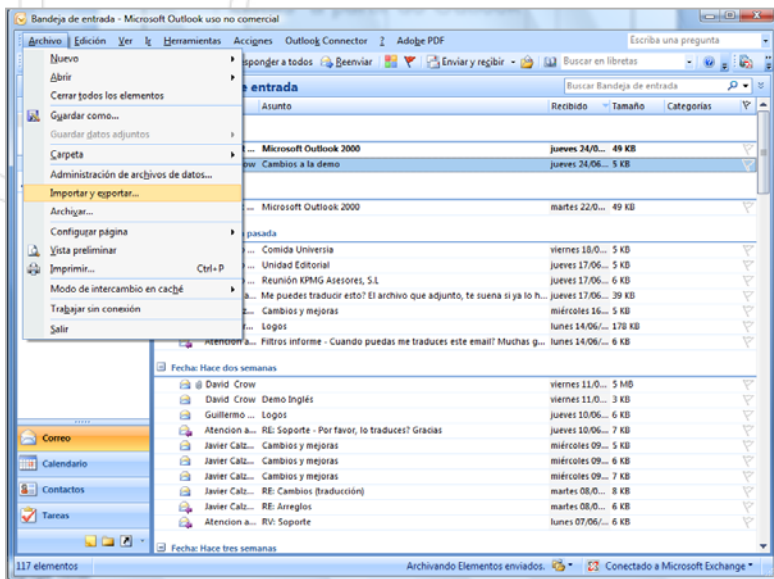 Bandeja de entrada - Microsoft Outlook uso no comercial
Archivo Edición Ver Ir Herramientas Acciones Outlook Connector ? Adobe PDF Escriba una pregunta
Responder a todos Reenviar Enviar y recibir Buscar en libretas
Nuevo
Abrir
Cerrar todos los elementos
Guardar como...
Guardar datos adjuntos
Carpeta
Administración de archivos de datos...
Importar y exportar...
Archivar...
Configurar página
Vista preliminar
Imprimir... Ctrl+P
Modo de intercambio en caché
Trabajar sin conexión
Salir
e entrada Buscar Bandeja de entrada
Asunto Recibido Tamaño Categorías
... Microsoft Outlook 2000 jueves 24/0... 49 KB
ow Cambios a la demo jueves 24/06... 5 KB
... Microsoft Outlook 2000 martes 22/0... 49 KB
pasada
... Comida Universia viernes 18/0... 5 KB
... Unidad Editorial jueves 17/06... 5 KB
... Reunión KPMG Asesores, S.L jueves 17/06... 6 KB
a... Me puedes traducir esto? El archivo que adjunto, te suena si ya lo h... jueves 17/06... 39 KB
... Cambios y mejoras miércoles 16... 5 KB
... Logos lunes 14/06/... 178 KB
Atencion a... Filtros informe - Cuando puedas me traduces este email? Muchas g... lunes 14/06/... 6 KB
Fecha: Hace dos semanas
David Crow viernes 11/0... 5 MB
David Crow Demo Inglés viernes 11/0... 3 KB
Guillermo ... Logos jueves 10/06... 6 KB
Atencion a... RE: Soporte - Por favor, lo traduces? Gracias jueves 10/06... 7 KB
Javier Calz... Cambios y mejoras miércoles 09... 5 KB
Javier Calz... Cambios y mejoras miércoles 09... 6 KB
Javier Calz... Cambios y mejoras miércoles 09... 7 KB
Javier Calz... RE: Cambios (traducción) martes 08/0... 8 KB
Javier Calz... RE: Arreglos martes 08/0... 6 KB
Atencion a... RV: Soporte lunes 07/06/... 6 KB
Fecha: Hace tres semanas
Correo
Calendario
Contactos
Tareas
117 elementos Archivando Elementos enviados. Conectado a Microsoft Exchange